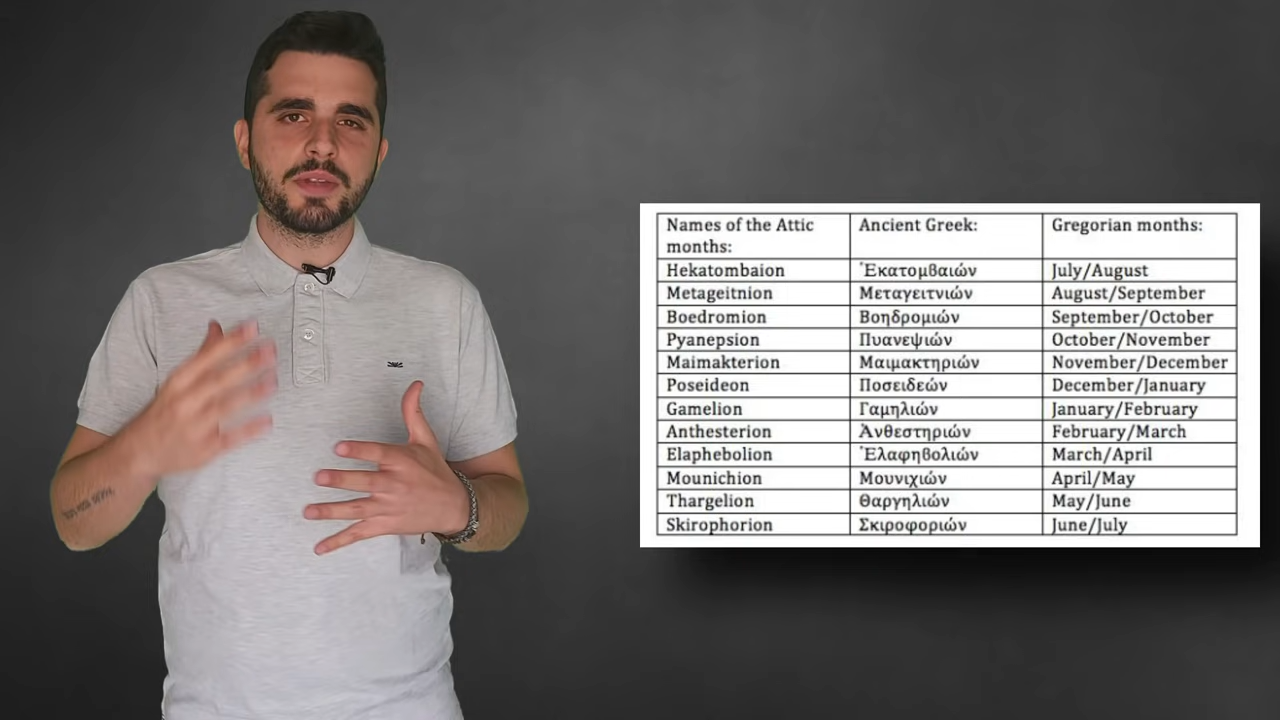 Names of the Attic months: Ancient Greek: Gregorian months:
Hekatombaion Ἑκατομβαιών July/August
Metageitnion Μεταγειτνιών August/September
Boedromion Βοηδρομιών September/October
Pyanepsion Πυανεψιών October/November
Maimakterion Μαιμακτηριών November/December
Poseideon Ποσειδεών December/January
Gamelion Γαμηλιών January/February
Anthesterion Ἀνθεστηριών February/March
Elaphebolion Ἐλαφηβολιών March/April
Mounichion Μουνιχιών April/May
Thargelion Θαργηλιών May/June
Skirophorion Σκιροφοριών June/July